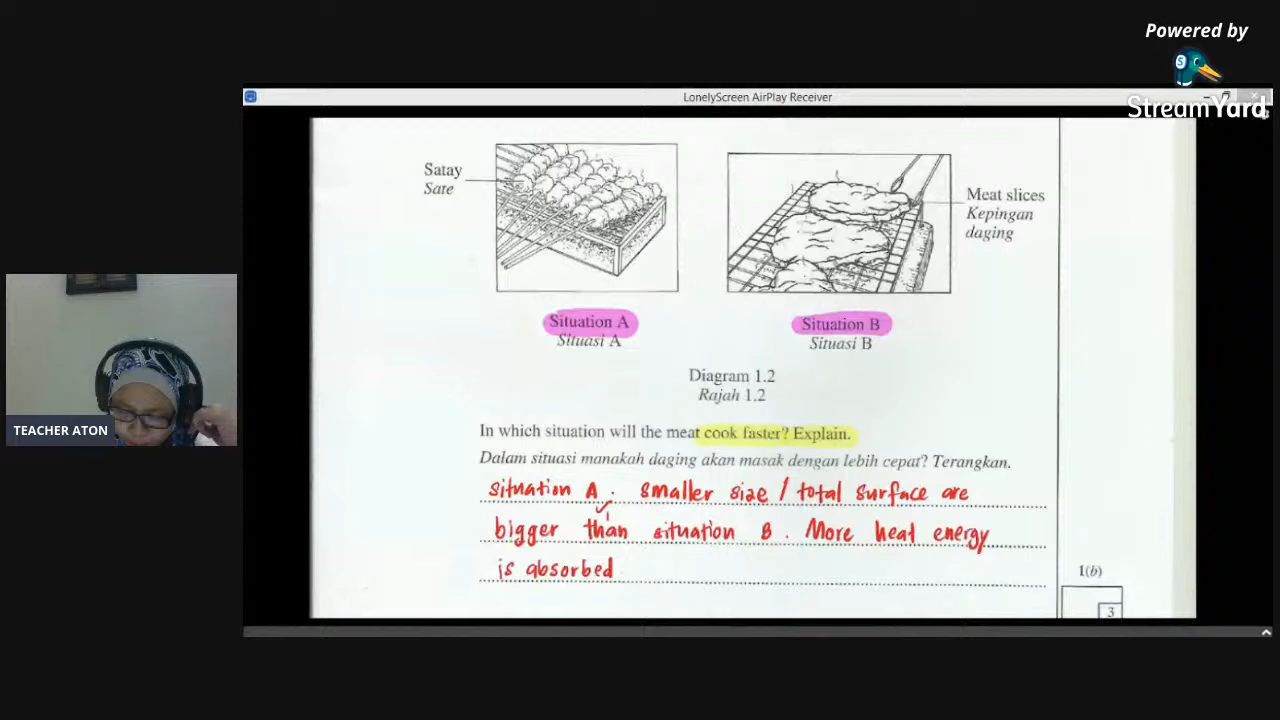 Powered by
S
StreamYard
LonelyScreen AirPlay Receiver
Satay
Sate
Meat slices
Kepingan
daging
Situation A
Situasi A
Situation B
Situasi B
Diagram 1.2
Rajah 1.2
In which situation will the meat cook faster? Explain.
Dalam situasi manakah daging akan masak dengan lebih cepat? Terangkan.
situation A. smaller size / total surface are
bigger than situation B. More heat energy
is absorbed
1(b)
3
TEACHER ATON